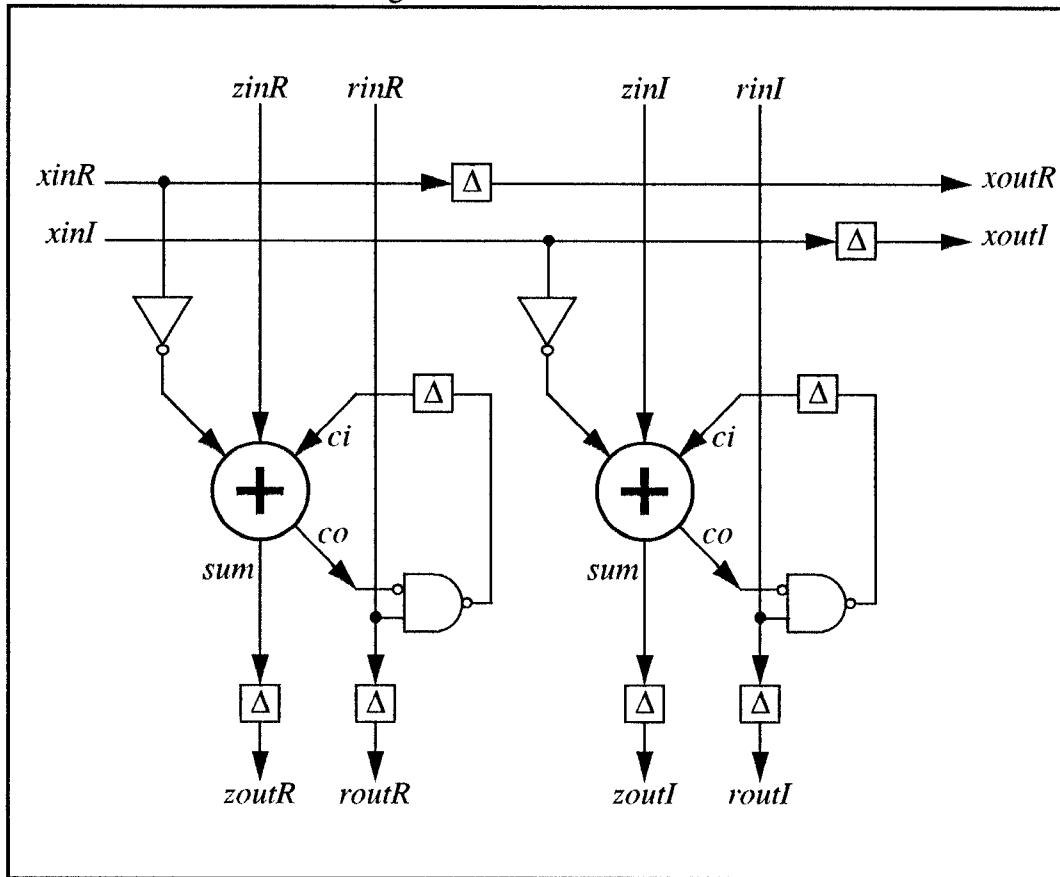 zinR rinR zinI rinI
xinR Δ xoutR
xinI Δ xoutI
Δ Δ
ci ci
+ +
co co
sum sum
Δ Δ Δ Δ
zoutR routR zoutI routI